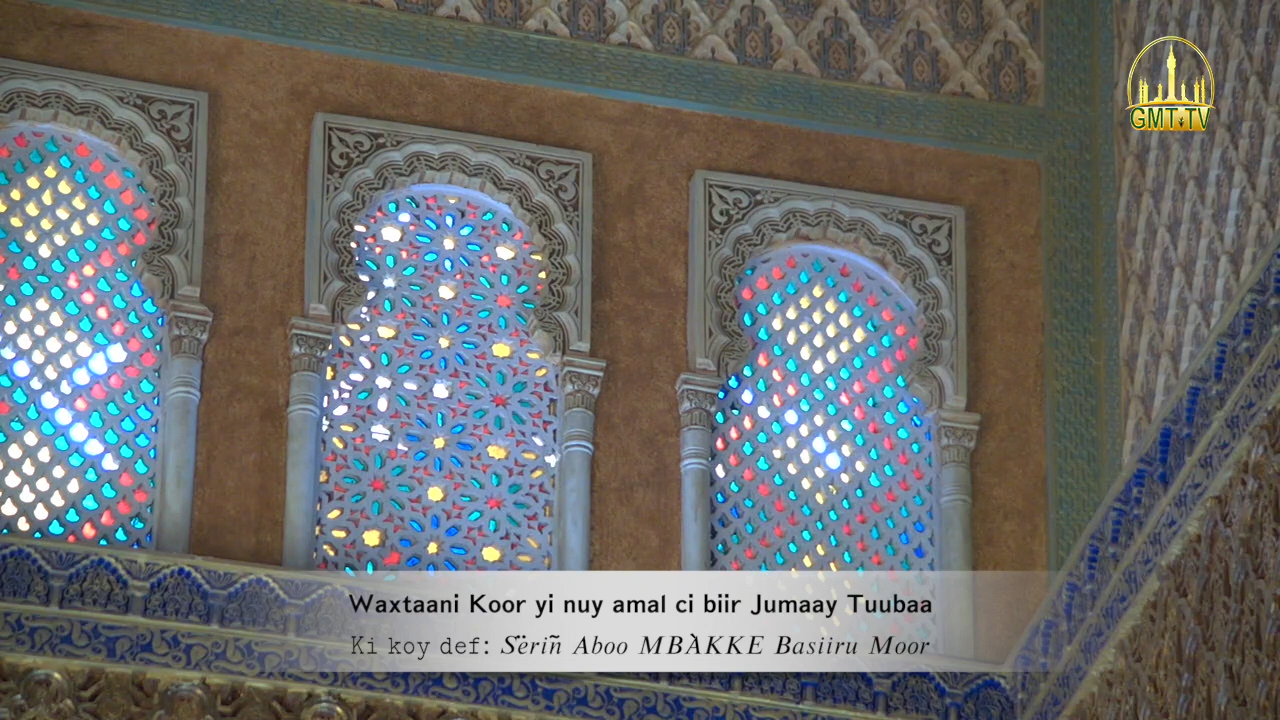 GMT TV
Waxtaani Koor yi nuy amal ci biir Jumaay Tuubaa
Ki koy def: Sëriñ Aboo MBÀKKE Basiiru Moor